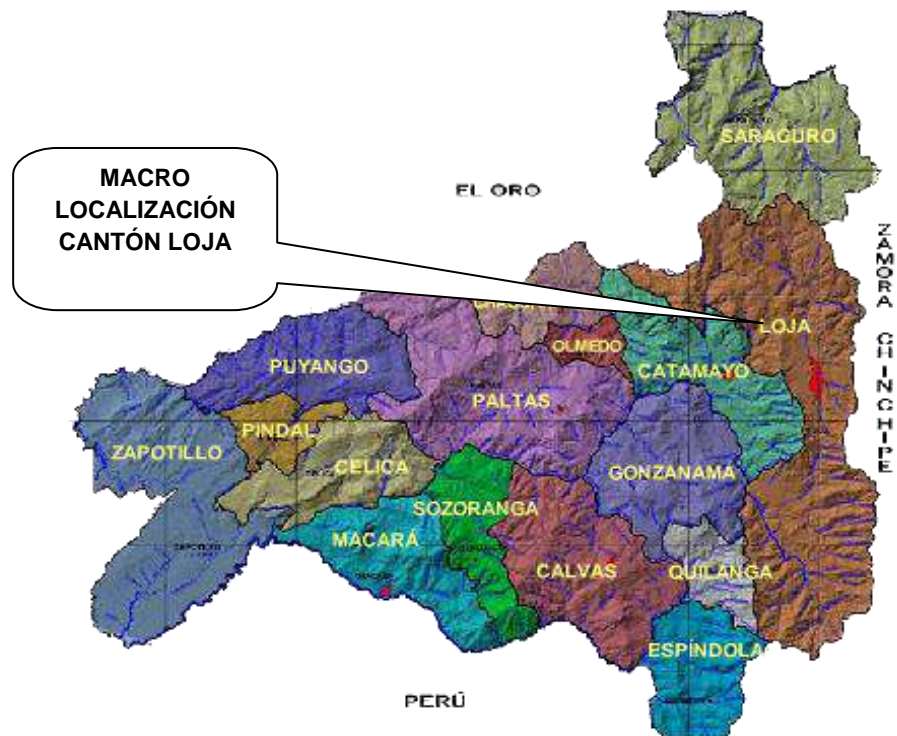 SARAGURO
MACRO
LOCALIZACIÓN
CANTÓN LOJA
EL ORO
ZAMORA CHINCHIPE
LOJA
OLMEDO
PUYANGO
CATAMAYO
PALTAS
PINDAL
ZAPOTILLO
CELICA
GONZANAMA
SOZORANGA
MACARÁ
CALVAS
QUILANGA
ESPINDOLA
PERÚ